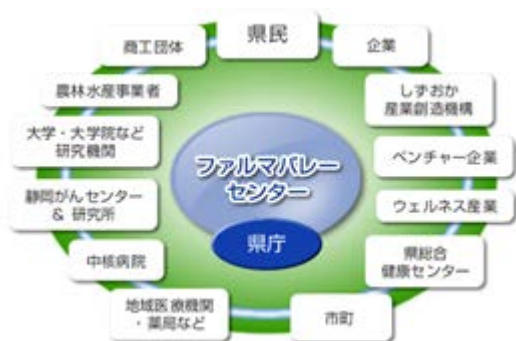 県民
商工団体
企業
農林水産事業者
しずおか
産業創造機構
大学・大学院など
研究機関
ベンチャー企業
ファルマバレー
センター
静岡がんセンター
& 研究所
ウェルネス産業
県庁
中核病院
県総合
健康センター
地域医療機関
・薬局など
市町